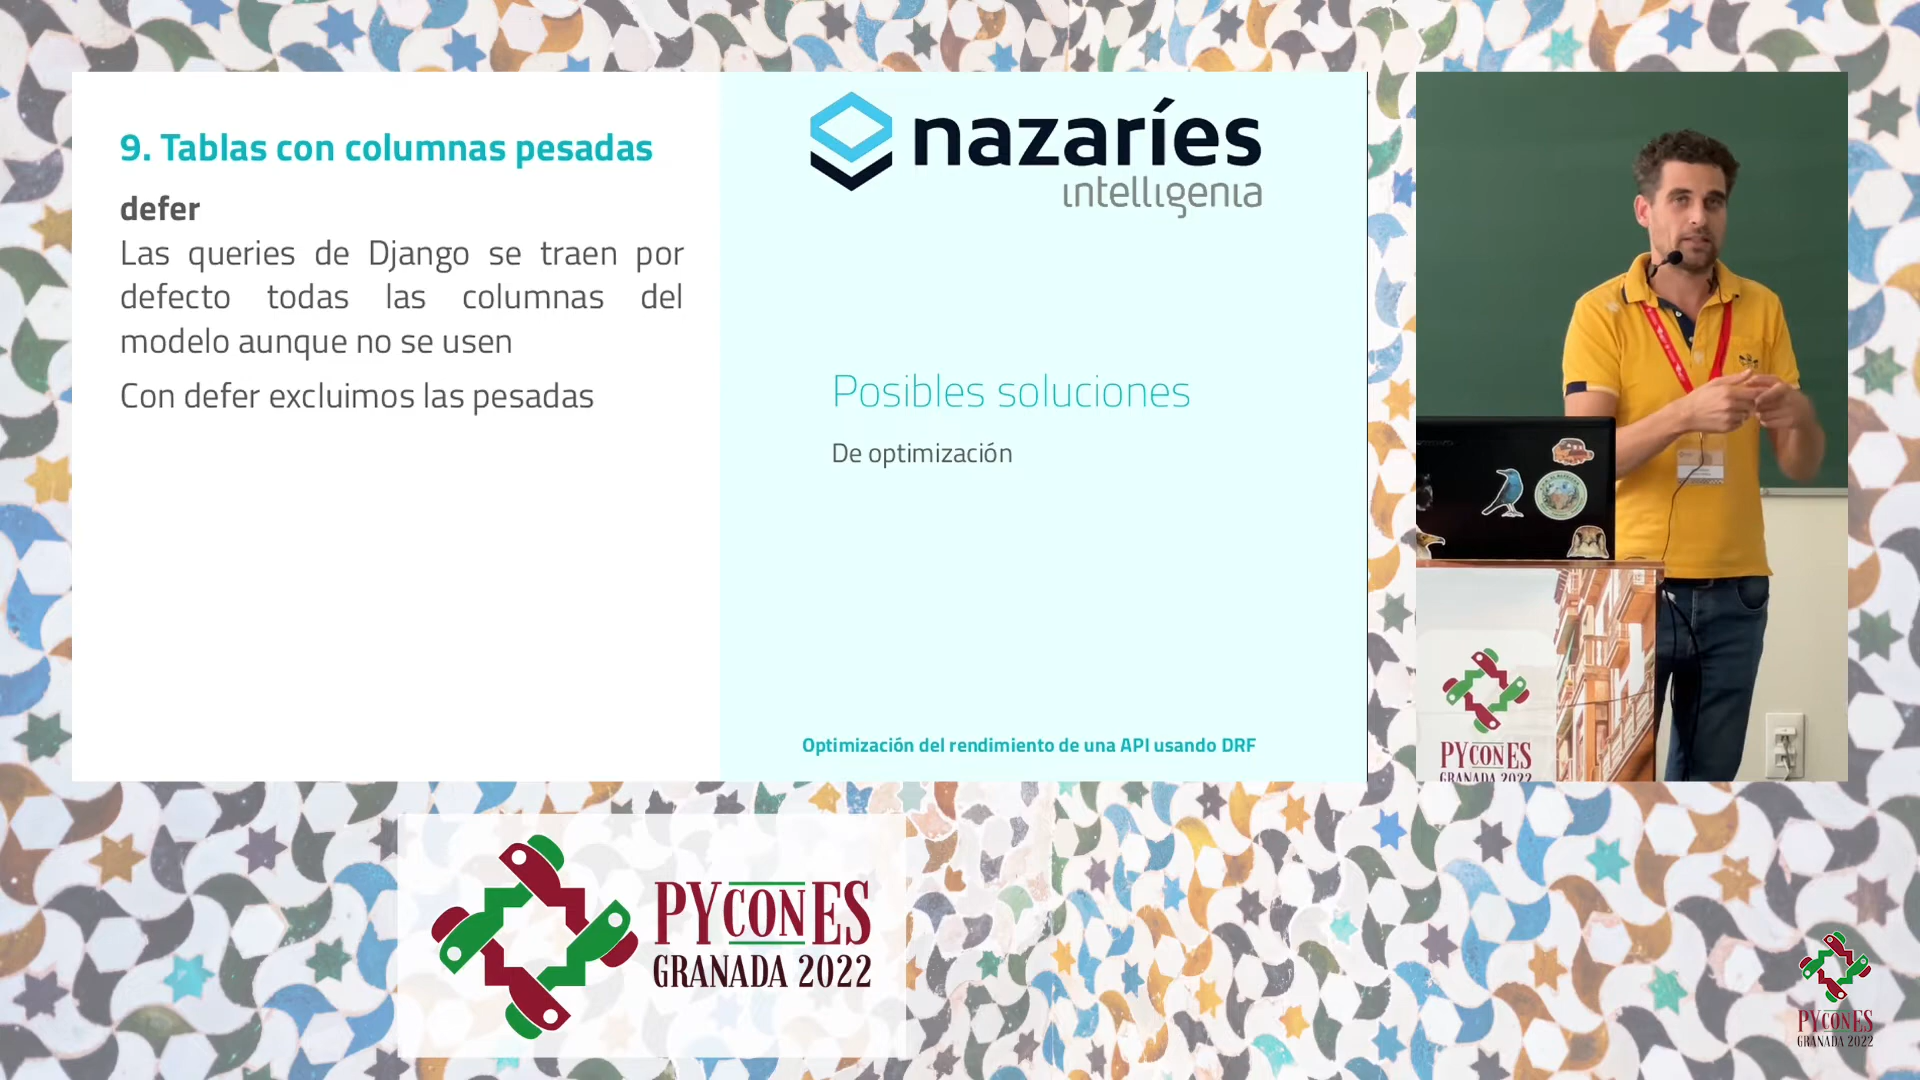 9. Tablas con columnas pesadas
defer
Las queries de Django se traen por
defecto todas las columnas del
modelo aunque no se usen
Con defer excluimos las pesadas
nazaríes
intelligenia
Posibles soluciones
De optimización
Optimización del rendimiento de una API usando DRF
PYCONES
GRANADA 2022
PYCONES
GRANADA 2022
PYCONES
GRANADA 2022